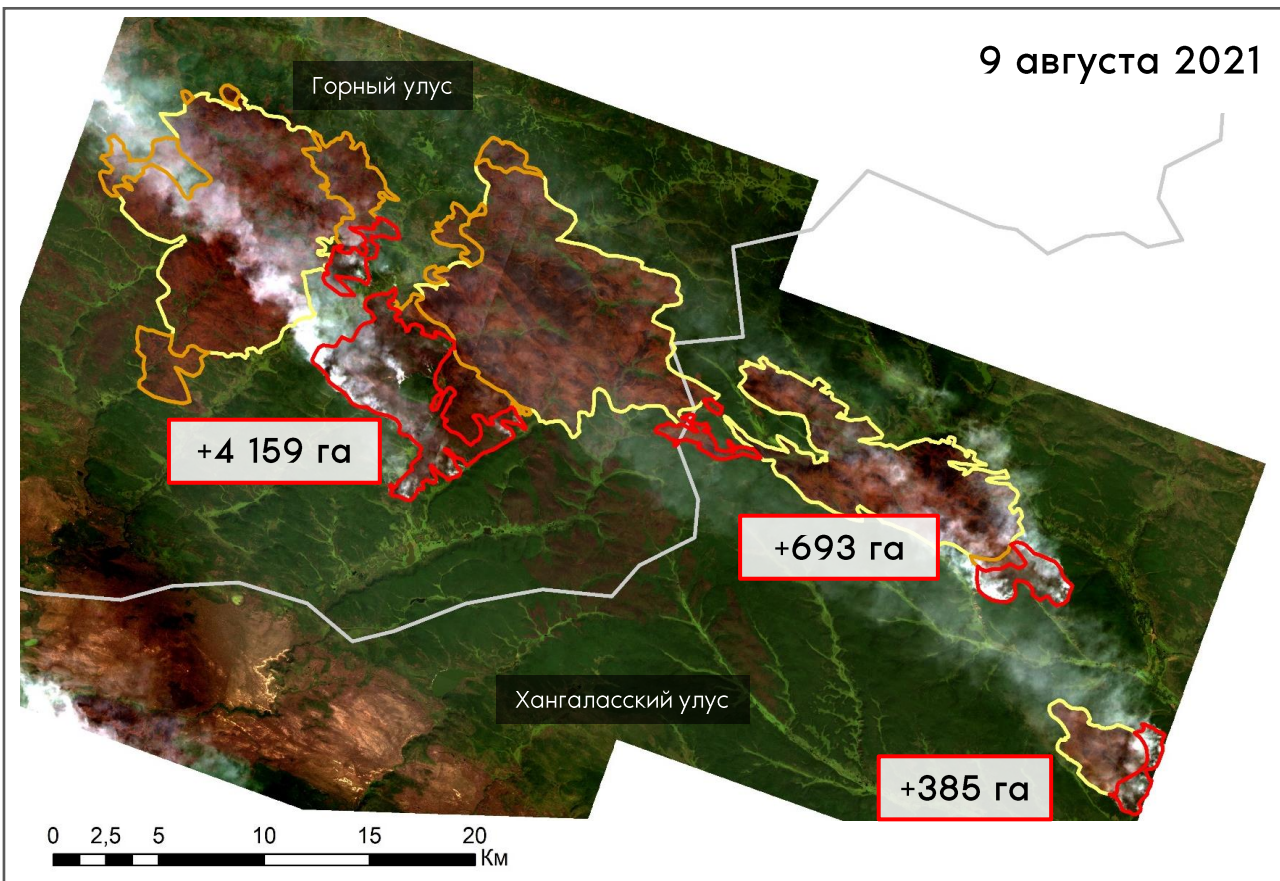 9 августа 2021
Горный улус
+4 159 га
+693 га
Хангаласский улус
+385 га
0 2,5 5 10 15 20
Км